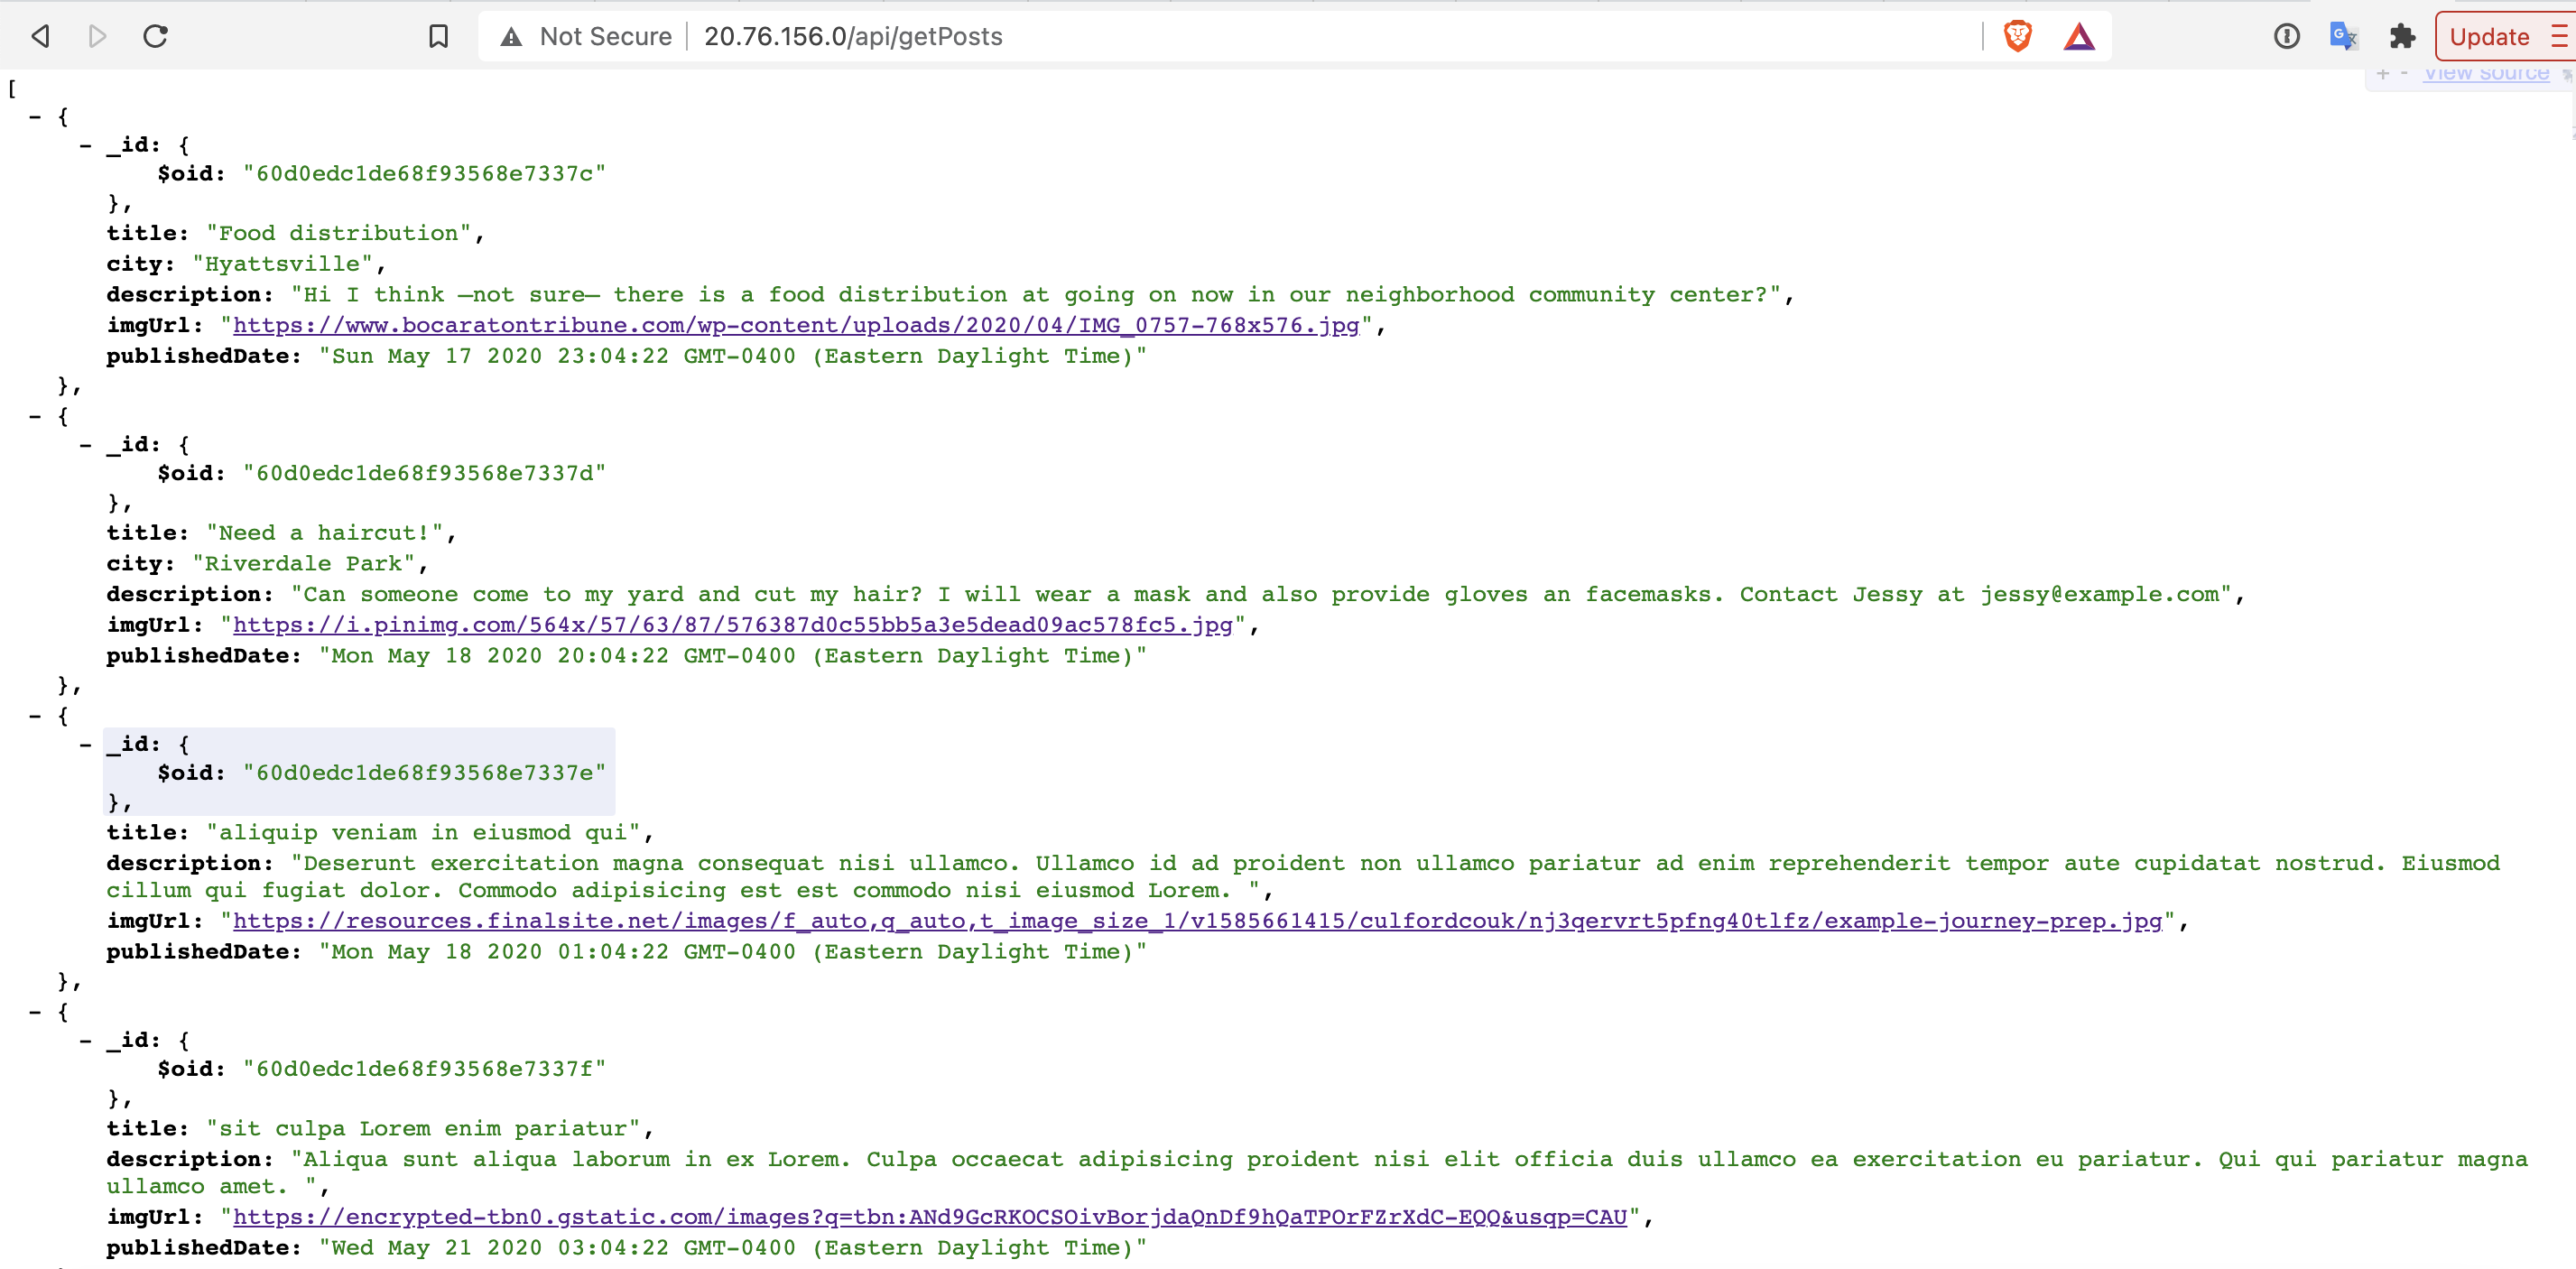 Not Secure 20.76.156.0/api/getPosts Update
+ - View source
[
- {
- _id: {
$oid: "60d0edc1de68f93568e7337c"
},
title: "Food distribution",
city: "Hyattsville",
description: "Hi I think —not sure— there is a food distribution at going on now in our neighborhood community center?",
imgUrl: "https://www.bocaratontribune.com/wp-content/uploads/2020/04/IMG_0757-768x576.jpg",
publishedDate: "Sun May 17 2020 23:04:22 GMT-0400 (Eastern Daylight Time)"
},
- {
- _id: {
$oid: "60d0edc1de68f93568e7337d"
},
title: "Need a haircut!",
city: "Riverdale Park",
description: "Can someone come to my yard and cut my hair? I will wear a mask and also provide gloves an facemasks. Contact Jessy at jessy@example.com",
imgUrl: "https://i.pinimg.com/564x/57/63/87/576387d0c55bb5a3e5dead09ac578fc5.jpg",
publishedDate: "Mon May 18 2020 20:04:22 GMT-0400 (Eastern Daylight Time)"
},
- {
- _id: {
$oid: "60d0edc1de68f93568e7337e"
},
title: "aliquip veniam in eiusmod qui",
description: "Deserunt exercitation magna consequat nisi ullamco. Ullamco id ad proident non ullamco pariatur ad enim reprehenderit tempor aute cupidatat nostrud. Eiusmod
cillum qui fugiat dolor. Commodo adipisicing est est commodo nisi eiusmod Lorem. ",
imgUrl: "https://resources.finalsite.net/images/f_auto,q_auto,t_image_size_1/v1585661415/culfordcouk/nj3qervrt5pfng40tlfz/example-journey-prep.jpg",
publishedDate: "Mon May 18 2020 01:04:22 GMT-0400 (Eastern Daylight Time)"
},
- {
- _id: {
$oid: "60d0edc1de68f93568e7337f"
},
title: "sit culpa Lorem enim pariatur",
description: "Aliqua sunt aliqua laborum in ex Lorem. Culpa occaecat adipisicing proident nisi elit officia duis ullamco ea exercitation eu pariatur. Qui qui pariatur magna
ullamco amet. ",
imgUrl: "https://encrypted-tbn0.gstatic.com/images?q=tbn:ANd9GcRKOCSOivBorjdaQnDf9hQaTPOrFZrXdC-EQQ&usqp=CAU",
publishedDate: "Wed May 21 2020 03:04:22 GMT-0400 (Eastern Daylight Time)"